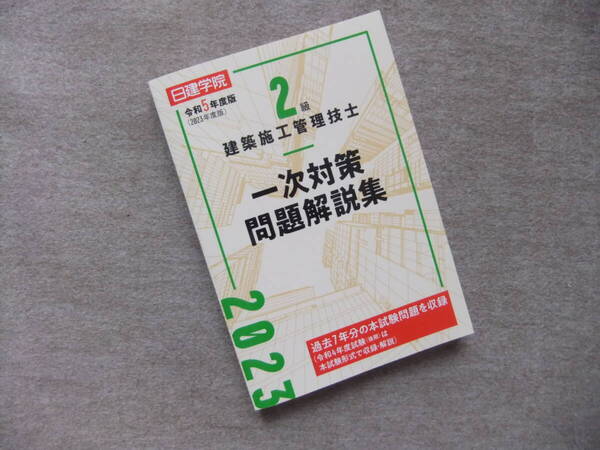 日建学院
令和5年度版
(2023年度版)
2級
建築施工管理技士
一次対策
問題解説集
2023
過去7年分の本試験問題を収録
(令和4年度試験(後期)は
本試験形式で収録・解説)